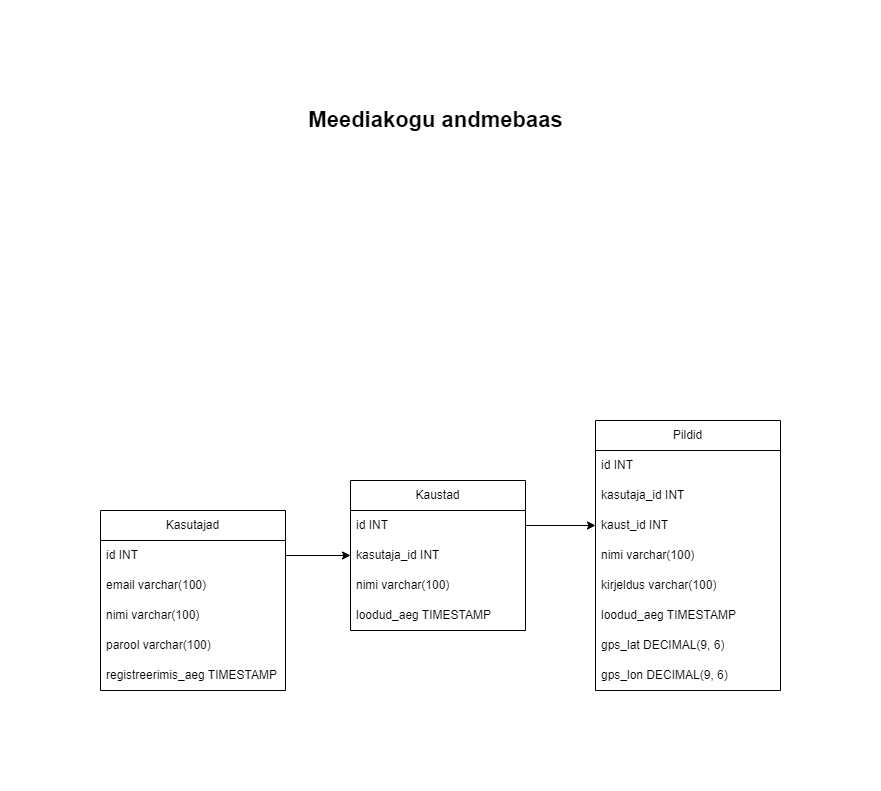 Meediakogu andmebaas
Kasutajad
id INT
email varchar(100)
nimi varchar(100)
parool varchar(100)
registreerimis_aeg TIMESTAMP
Kaustad
id INT
kasutaja_id INT
nimi varchar(100)
loodud_aeg TIMESTAMP
Pildid
id INT
kasutaja_id INT
kaust_id INT
nimi varchar(100)
kirjeldus varchar(100)
loodud_aeg TIMESTAMP
gps_lat DECIMAL(9, 6)
gps_lon DECIMAL(9, 6)